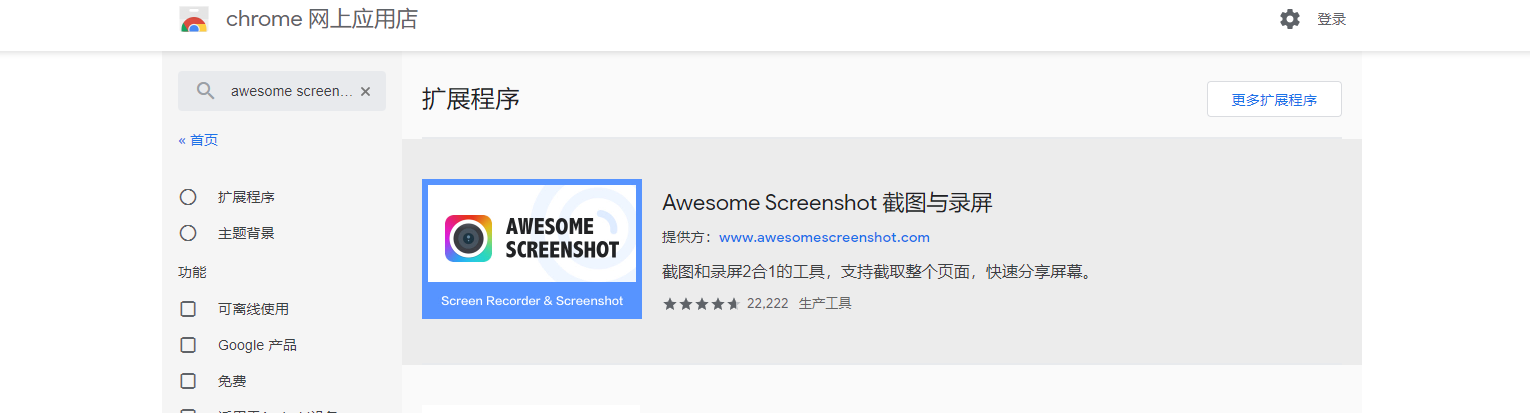 chrome 网上应用店
登录
awesome screen...
« 首页
扩展程序
主题背景
功能
可离线使用
Google 产品
免费
扩展程序
更多扩展程序
AWESOME
SCREENSHOT
Screen Recorder & Screenshot
Awesome Screenshot 截图与录屏
提供方：www.awesomescreenshot.com
截图和录屏2合1的工具，支持截取整个页面，快速分享屏幕。
22,222 生产工具